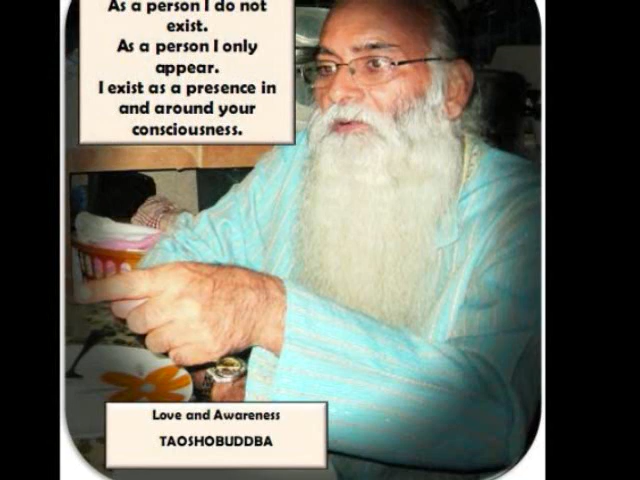 As a person I do not
exist.
As a person I only
appear.
I exist as a presence in
and around your
consciousness.
Love and Awareness
TAOSHOBUDDBA